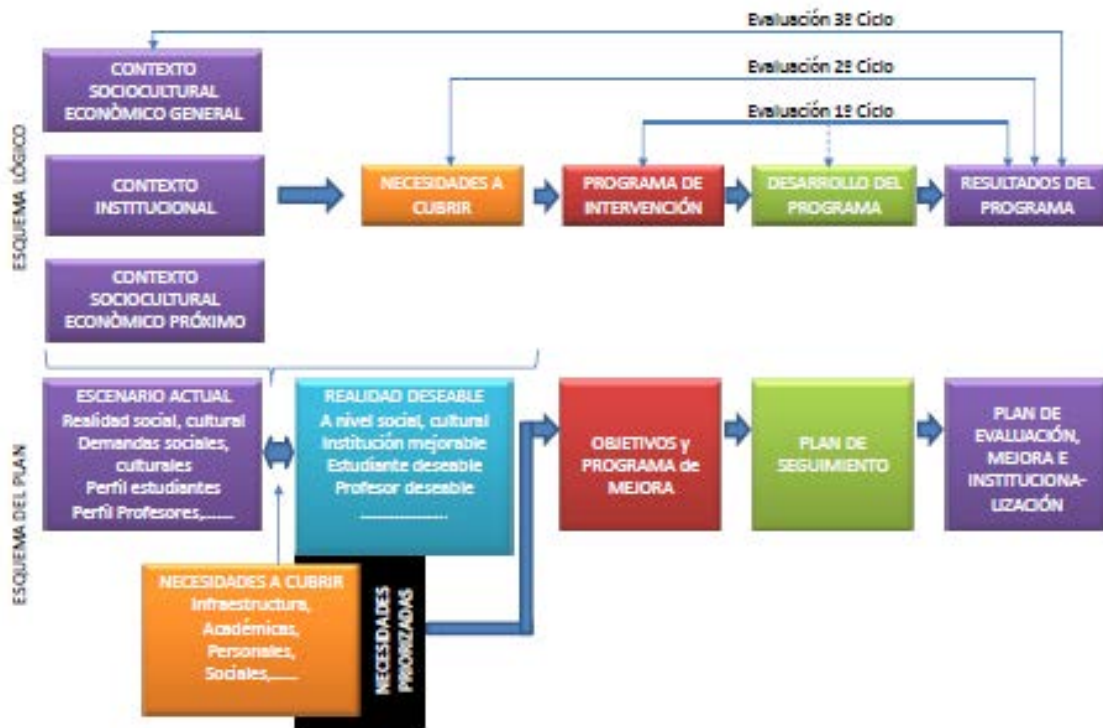 Evaluación 3º Ciclo
Evaluación 2º Ciclo
Evaluación 1º Ciclo
ESQUEMA LÓGICO
CONTEXTO
SOCIOCULTURAL
ECONÒMICO GENERAL
CONTEXTO
INSTITUCIONAL
CONTEXTO
SOCIOCULTURAL
ECONÒMICO PRÓXIMO
NECESIDADES A
CUBRIR
PROGRAMA DE
INTERVENCIÓN
DESARROLLO DEL
PROGRAMA
RESULTADOS DEL
PROGRAMA
ESQUEMA DEL PLAN
ESCENARIO ACTUAL
Realidad social, cultural
Demandas sociales,
culturales
Perfil estudiantes
Perfil Profesores,......
REALIDAD DESEABLE
A nivel social, cultural
Institución mejorable
Estudiante deseable
Profesor deseable
....................
NECESIDADES A CUBRIR
Infraestructura,
Académicas,
Personales,
Sociales,......
NECESIDADES
PRIORIZADAS
OBJETIVOS y
PROGRAMA de
MEJORA
PLAN DE
SEGUIMIENTO
PLAN DE
EVALUACIÓN,
MEJORA E
INSTITUCIONA-
LIZACIÓN